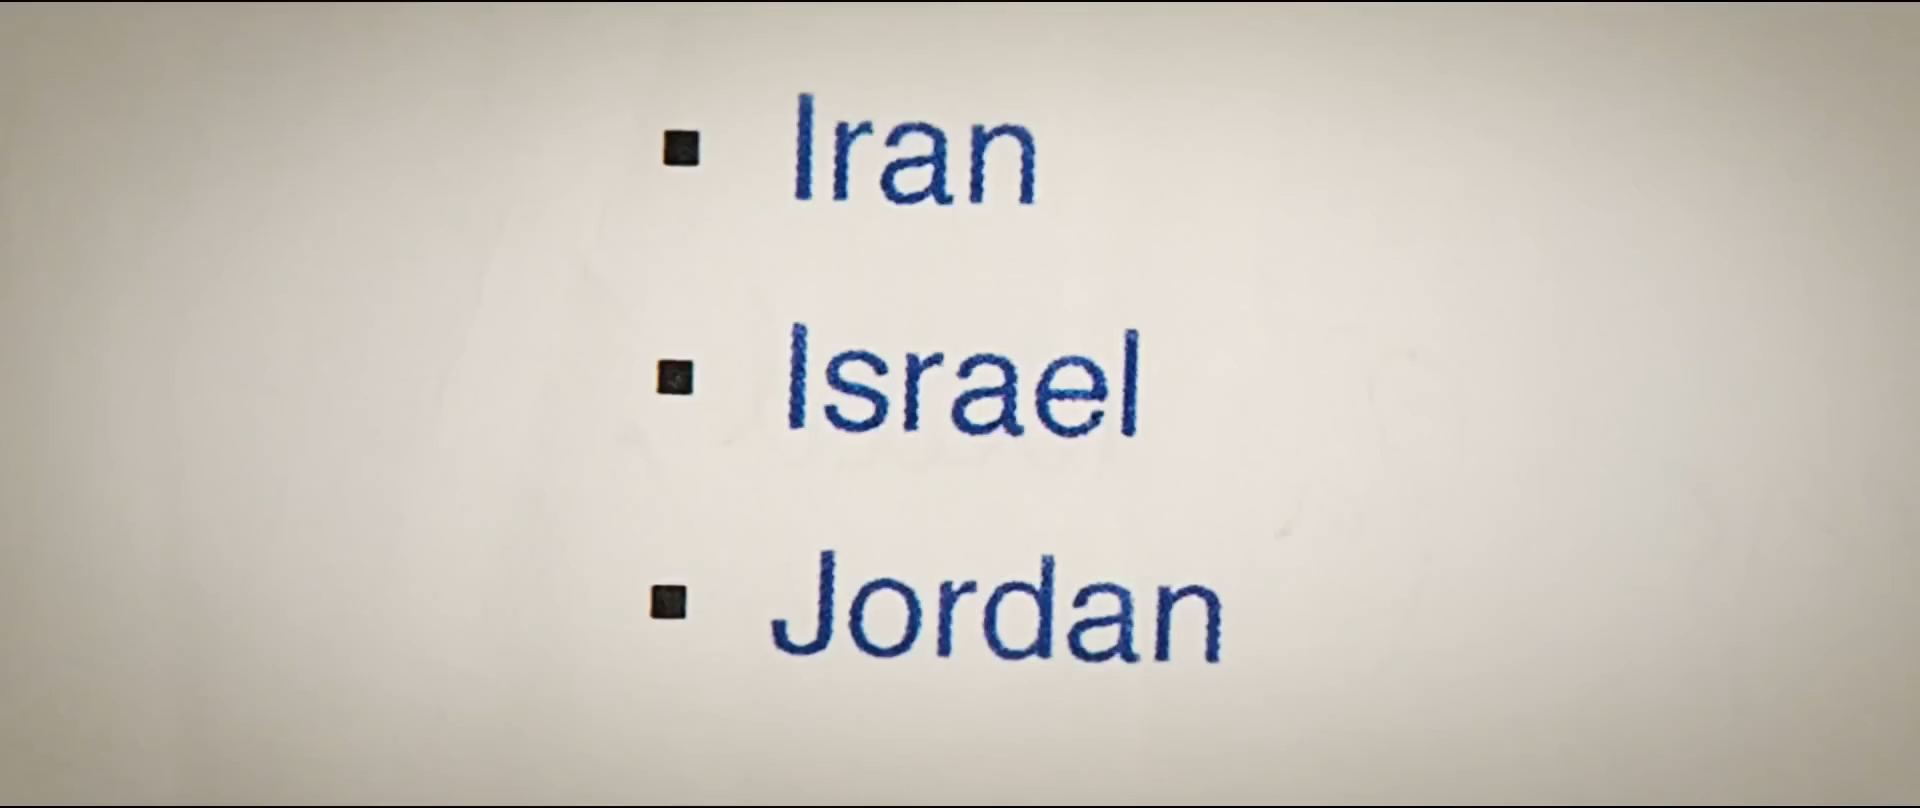 ▪ Iran
▪ Israel
▪ Jordan